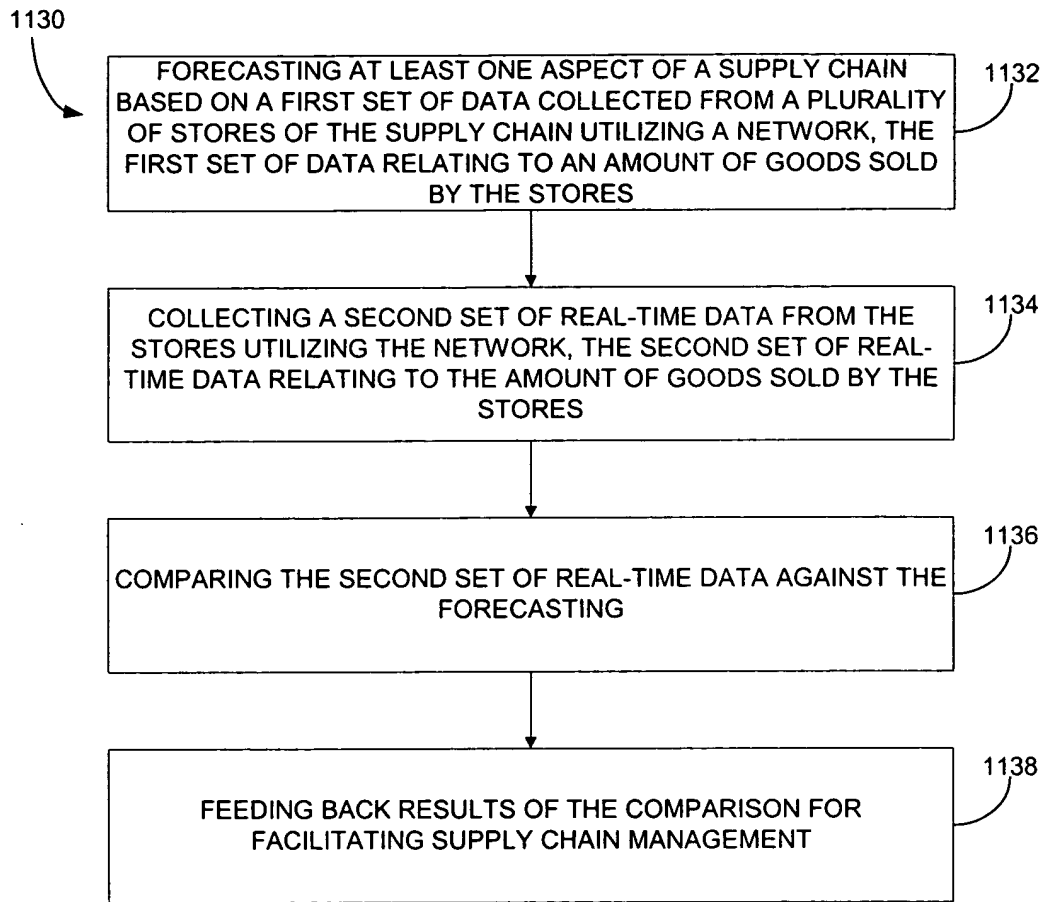 1130
FORECASTING AT LEAST ONE ASPECT OF A SUPPLY CHAIN
BASED ON A FIRST SET OF DATA COLLECTED FROM A PLURALITY
OF STORES OF THE SUPPLY CHAIN UTILIZING A NETWORK, THE
FIRST SET OF DATA RELATING TO AN AMOUNT OF GOODS SOLD
BY THE STORES
1132
COLLECTING A SECOND SET OF REAL-TIME DATA FROM THE
STORES UTILIZING THE NETWORK, THE SECOND SET OF REAL-
TIME DATA RELATING TO THE AMOUNT OF GOODS SOLD BY THE
STORES
1134
COMPARING THE SECOND SET OF REAL-TIME DATA AGAINST THE
FORECASTING
1136
FEEDING BACK RESULTS OF THE COMPARISON FOR
FACILITATING SUPPLY CHAIN MANAGEMENT
1138